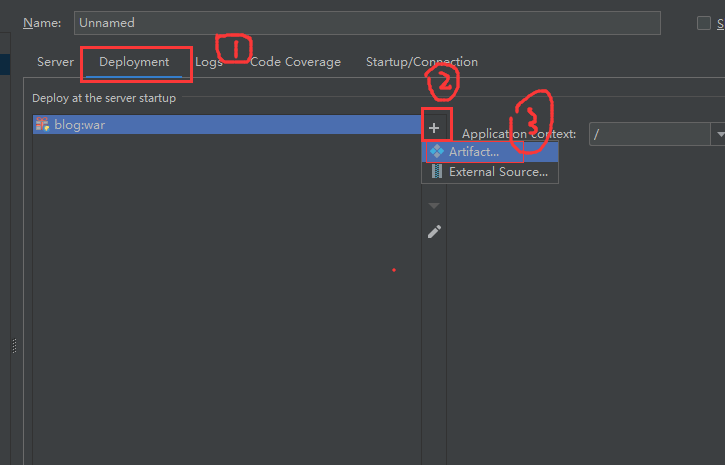 Name: Unnamed S
Server Deployment Logs 1 Code Coverage Startup/Connection
2
Deploy at the server startup
3
blog:war
+ Application context: /
Artifact...
External Source...